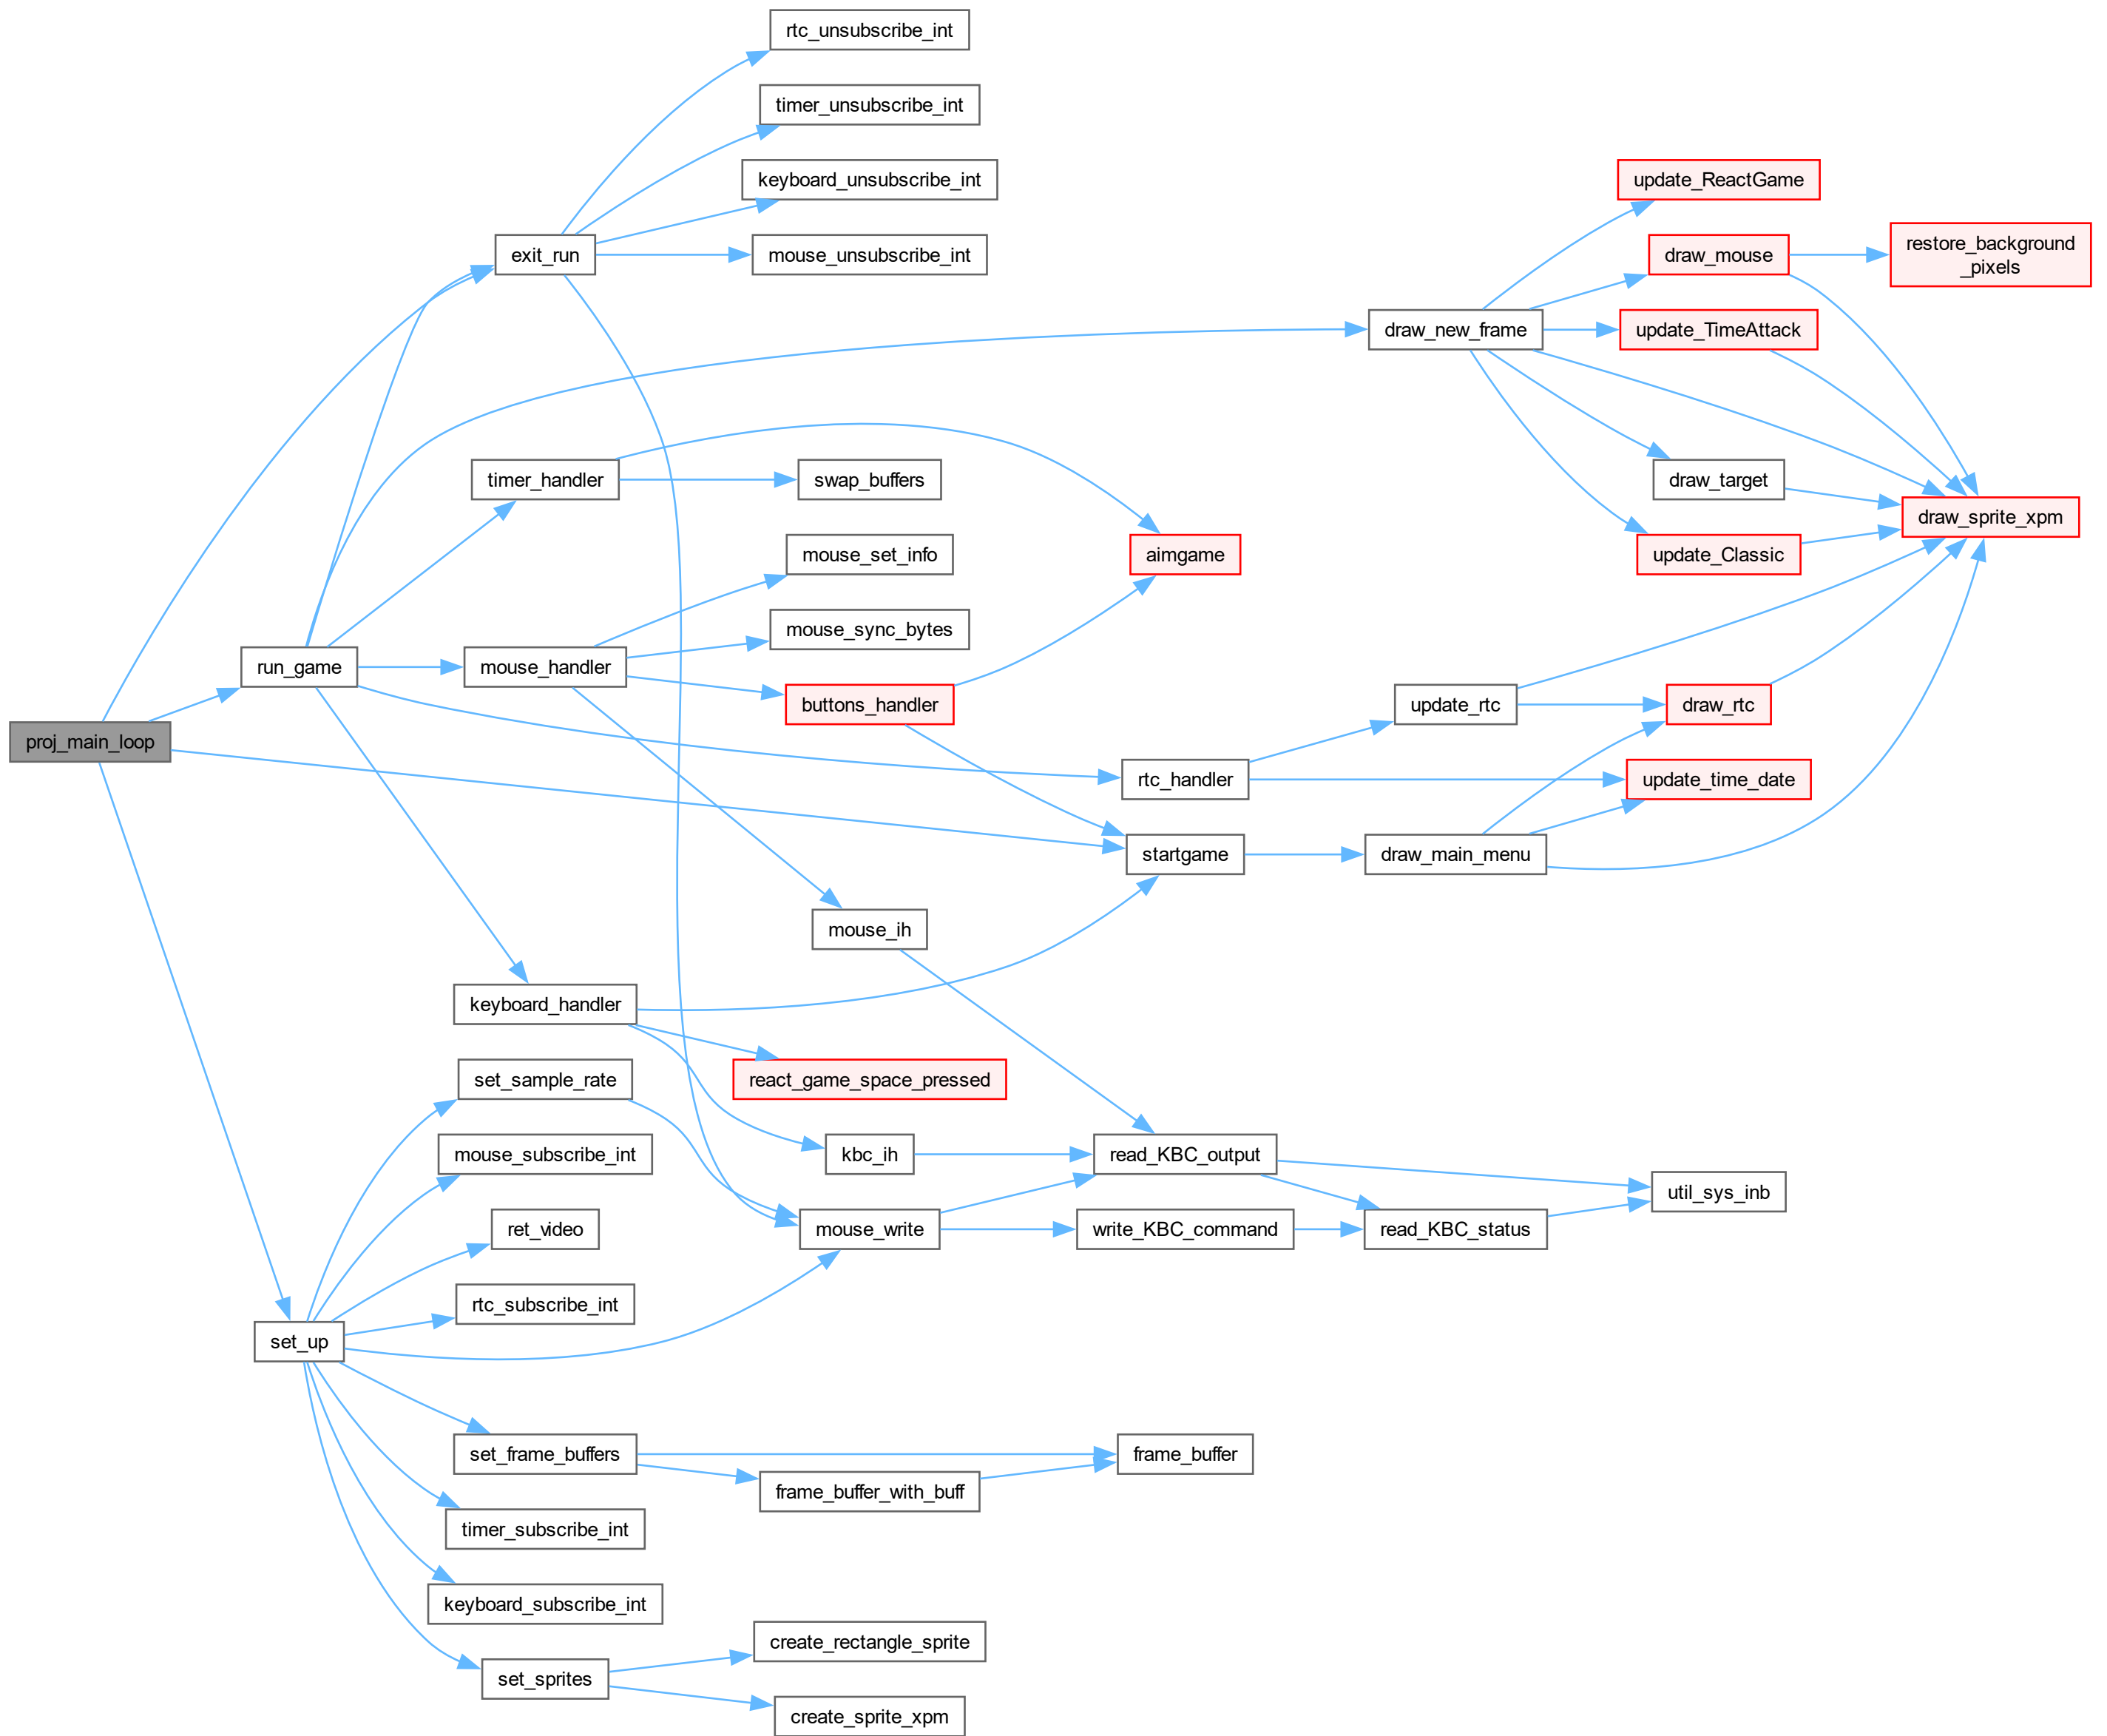 rtc_unsubscribe_int
timer_unsubscribe_int
keyboard_unsubscribe_int
update_ReactGame
exit_run
mouse_unsubscribe_int
draw_mouse
restore_background
_pixels
draw_new_frame
update_TimeAttack
timer_handler
swap_buffers
draw_target
draw_sprite_xpm
mouse_set_info
aimgame
update_Classic
mouse_sync_bytes
run_game
mouse_handler
buttons_handler
update_rtc
draw_rtc
proj_main_loop
rtc_handler
update_time_date
startgame
draw_main_menu
mouse_ih
keyboard_handler
set_sample_rate
react_game_space_pressed
mouse_subscribe_int
kbc_ih
read_KBC_output
util_sys_inb
ret_video
mouse_write
write_KBC_command
read_KBC_status
rtc_subscribe_int
set_up
set_frame_buffers
frame_buffer
frame_buffer_with_buff
timer_subscribe_int
keyboard_subscribe_int
create_rectangle_sprite
set_sprites
create_sprite_xpm